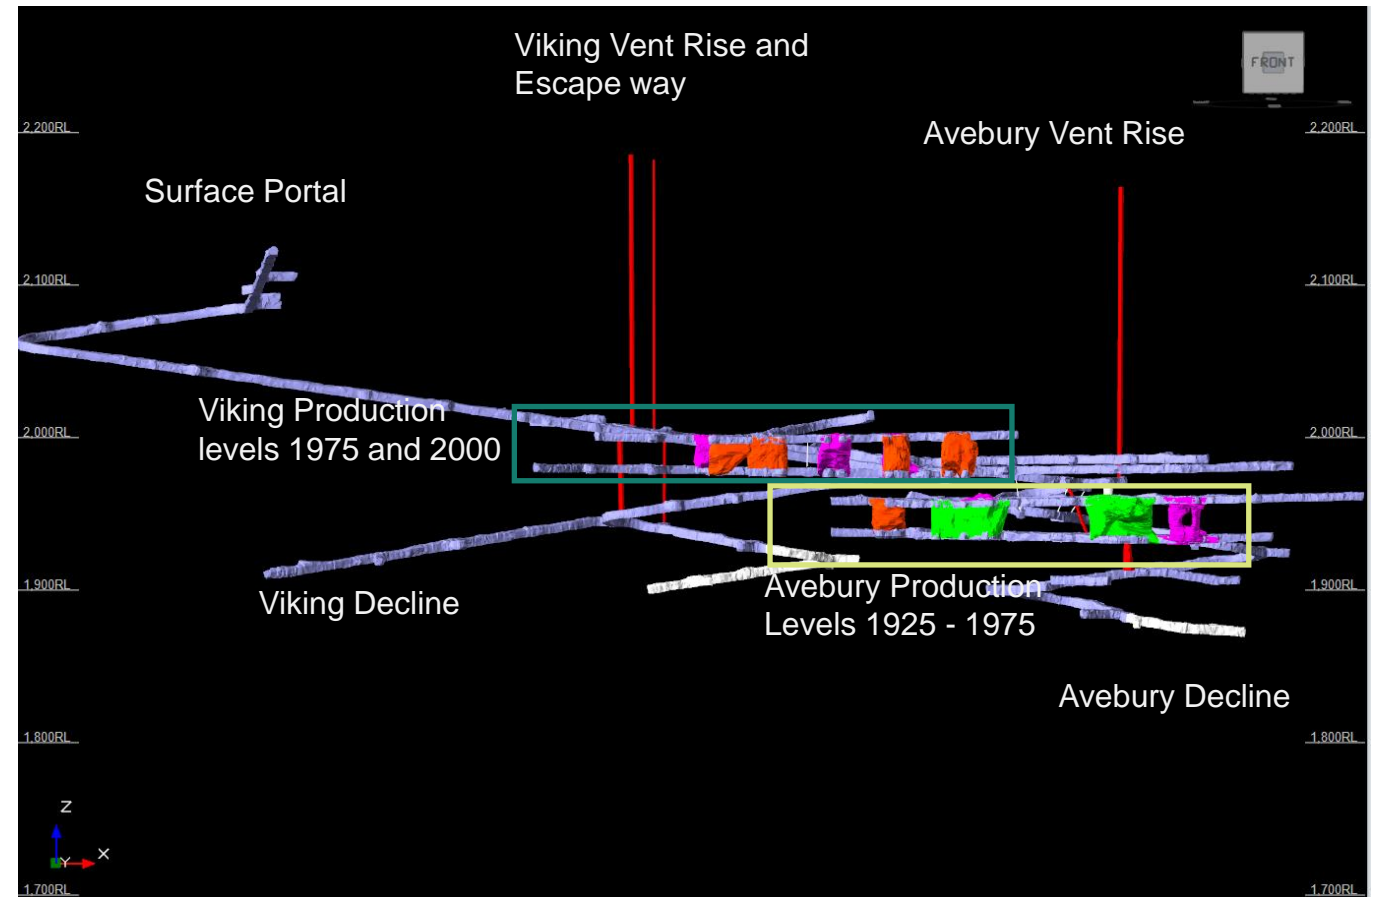 Viking Vent Rise and
Escape way
FRONT
2,200RL
2,200RL
Avebury Vent Rise
Surface Portal
2,100RL
2,100RL
Viking Production
levels 1975 and 2000
2,000RL
2,000RL
1,900RL
1,900RL
Viking Decline
Avebury Production
Levels 1925 - 1975
Avebury Decline
1,800RL
1,800RL
Z
Y
X
1,700RL
1,700RL